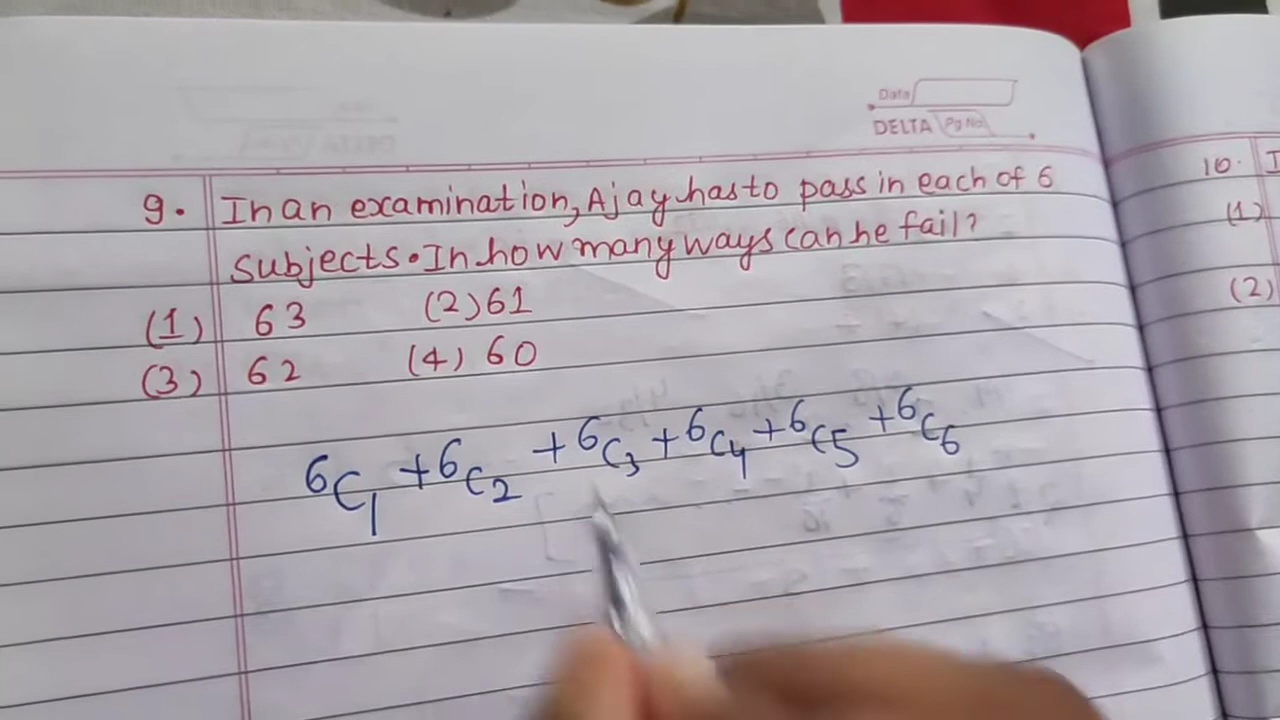 Data
DELTA Pg No
9. In an examination, Ajay has to pass in each of 6
subjects. In how many ways can he fail?
(1) 63 (2) 61
(3) 62 (4) 60
⁶C₁ + ⁶C₂ + ⁶C₃ + ⁶C₄ + ⁶C₅ + ⁶C₆
10. I
(1)
(2)